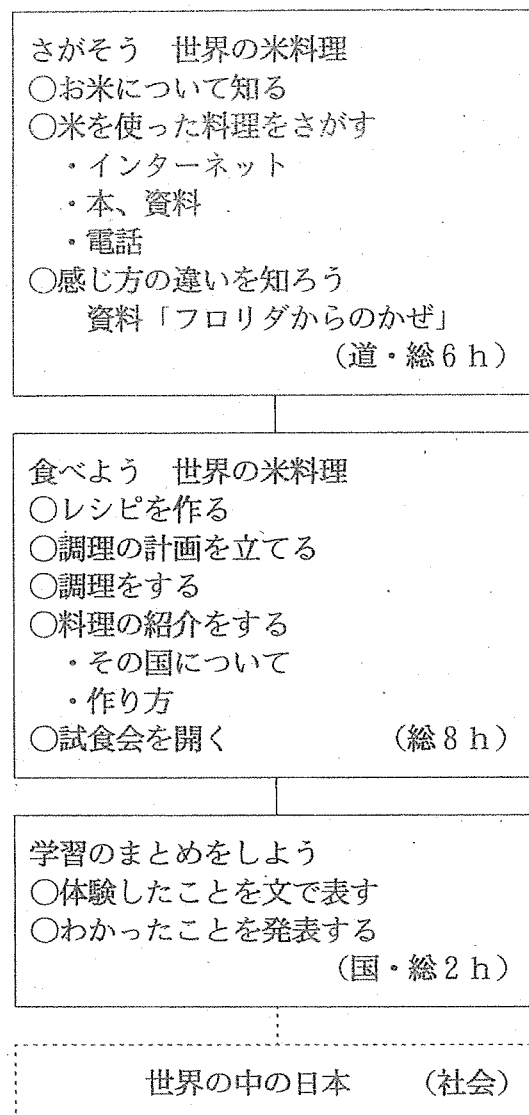 さがそう　世界の米料理
○お米について知る
○米を使った料理をさがす
・インターネット
・本、資料
・電話
○感じ方の違いを知ろう
資料「フロリダからのかぜ」
（道・総6ｈ）
食べよう　世界の米料理
○レシピを作る
○調理の計画を立てる
○調理をする
○料理の紹介をする
・その国について
・作り方
○試食会を開く　（総8ｈ）
学習のまとめをしよう
○体験したことを文で表す
○わかったことを発表する
（国・総2ｈ）
世界の中の日本　（社会）